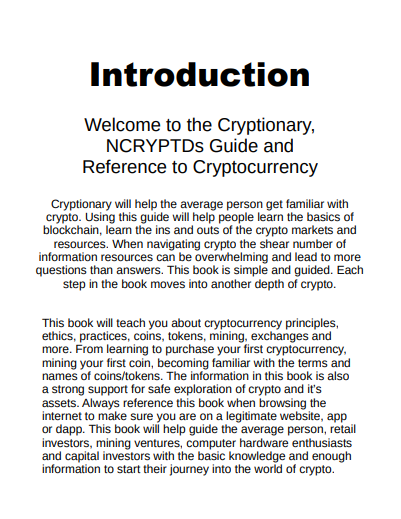 Introduction
Welcome to the Cryptionary,
NCRYPTDs Guide and
Reference to Cryptocurrency
Cryptionary will help the average person get familiar with
crypto. Using this guide will help people learn the basics of
blockchain, learn the ins and outs of the crypto markets and
resources. When navigating crypto the shear number of
information resources can be overwhelming and lead to more
questions than answers. This book is simple and guided. Each
step in the book moves into another depth of crypto.
This book will teach you about cryptocurrency principles,
ethics, practices, coins, tokens, mining, exchanges and
more. From learning to purchase your first cryptocurrency,
mining your first coin, becoming familiar with the terms and
names of coins/tokens. The information in this book is also
a strong support for safe exploration of crypto and it's
assets. Always reference this book when browsing the
internet to make sure you are on a legitimate website, app
or dapp. This book will help guide the average person, retail
investors, mining ventures, computer hardware enthusiasts
and capital investors with the basic knowledge and enough
information to start their journey into the world of crypto.